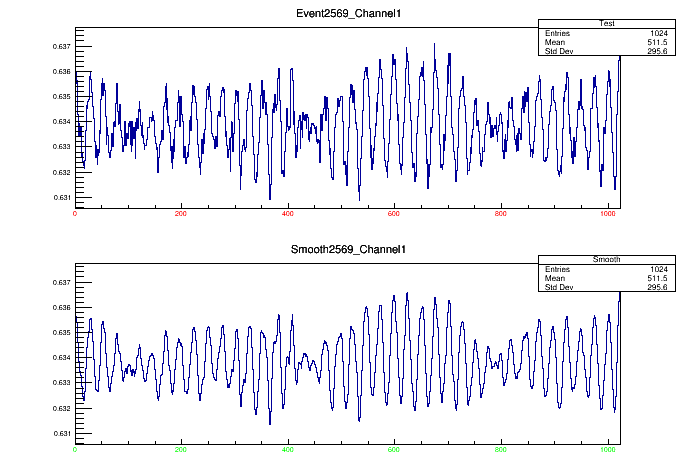 Event2569_Channel1
Test
Entries 1024
Mean 511.5
Std Dev 295.6
0.637
0.636
0.635
0.634
0.633
0.632
0.631
0 200 400 600 800 1000
Smooth2569_Channel1
Smooth
Entries 1024
Mean 511.5
Std Dev 295.6
0.637
0.636
0.635
0.634
0.633
0.632
0.631
0 200 400 600 800 1000